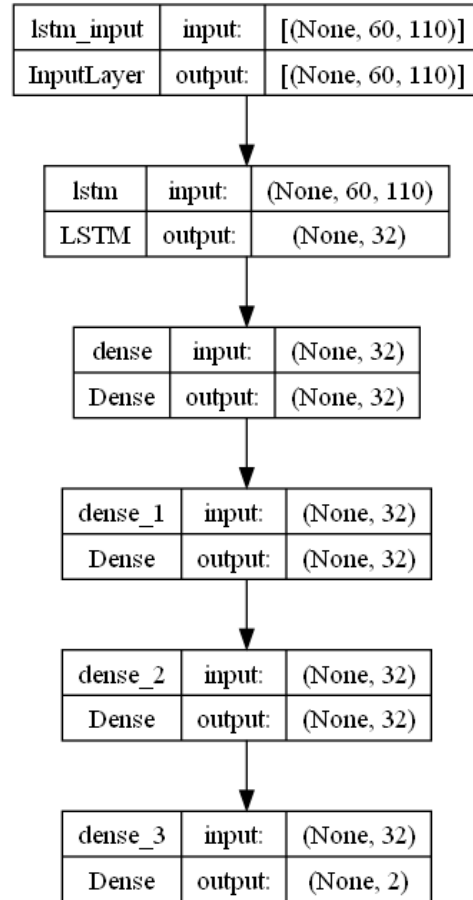 lstm_input input: [(None, 60, 110)]
InputLayer output: [(None, 60, 110)]
lstm input: (None, 60, 110)
LSTM output: (None, 32)
dense input: (None, 32)
Dense output: (None, 32)
dense_1 input: (None, 32)
Dense output: (None, 32)
dense_2 input: (None, 32)
Dense output: (None, 32)
dense_3 input: (None, 32)
Dense output: (None, 2)